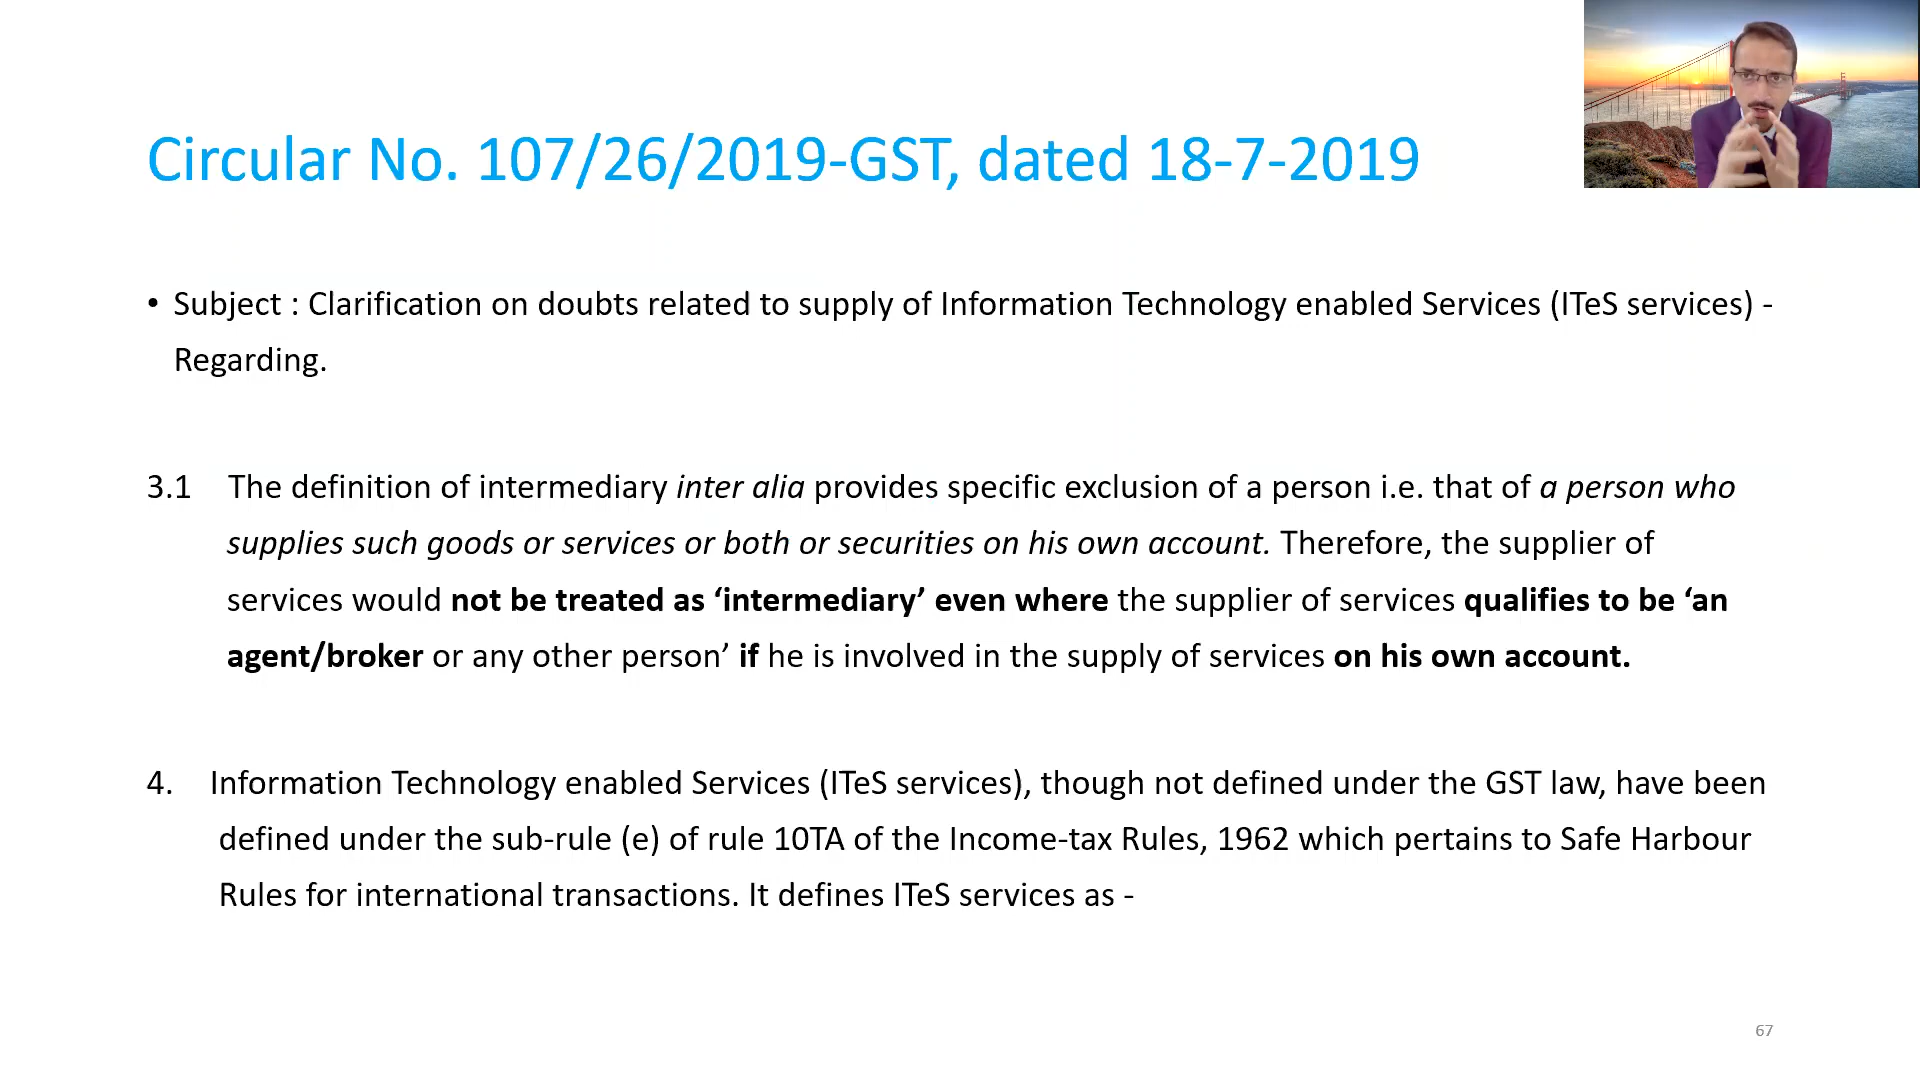 Circular No. 107/26/2019-GST, dated 18-7-2019
• Subject : Clarification on doubts related to supply of Information Technology enabled Services (ITeS services) -
Regarding.
3.1 The definition of intermediary inter alia provides specific exclusion of a person i.e. that of a person who
supplies such goods or services or both or securities on his own account. Therefore, the supplier of
services would not be treated as ‘intermediary’ even where the supplier of services qualifies to be ‘an
agent/broker or any other person’ if he is involved in the supply of services on his own account.
4. Information Technology enabled Services (ITeS services), though not defined under the GST law, have been
defined under the sub-rule (e) of rule 10TA of the Income-tax Rules, 1962 which pertains to Safe Harbour
Rules for international transactions. It defines ITeS services as -
67